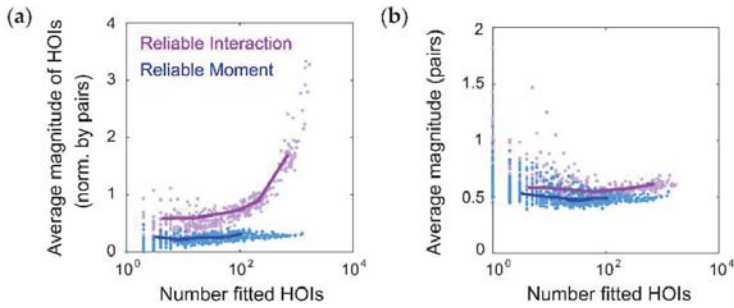 (a)
Average magnitude of HOIs
(norm. by pairs)
4
3
2
1
0
Reliable Interaction
Reliable Moment
10^0
10^2
10^4
Number fitted HOIs
(b)
Average magnitude (pairs)
2
1.5
1
0.5
0
10^0
10^2
10^4
Number fitted HOIs